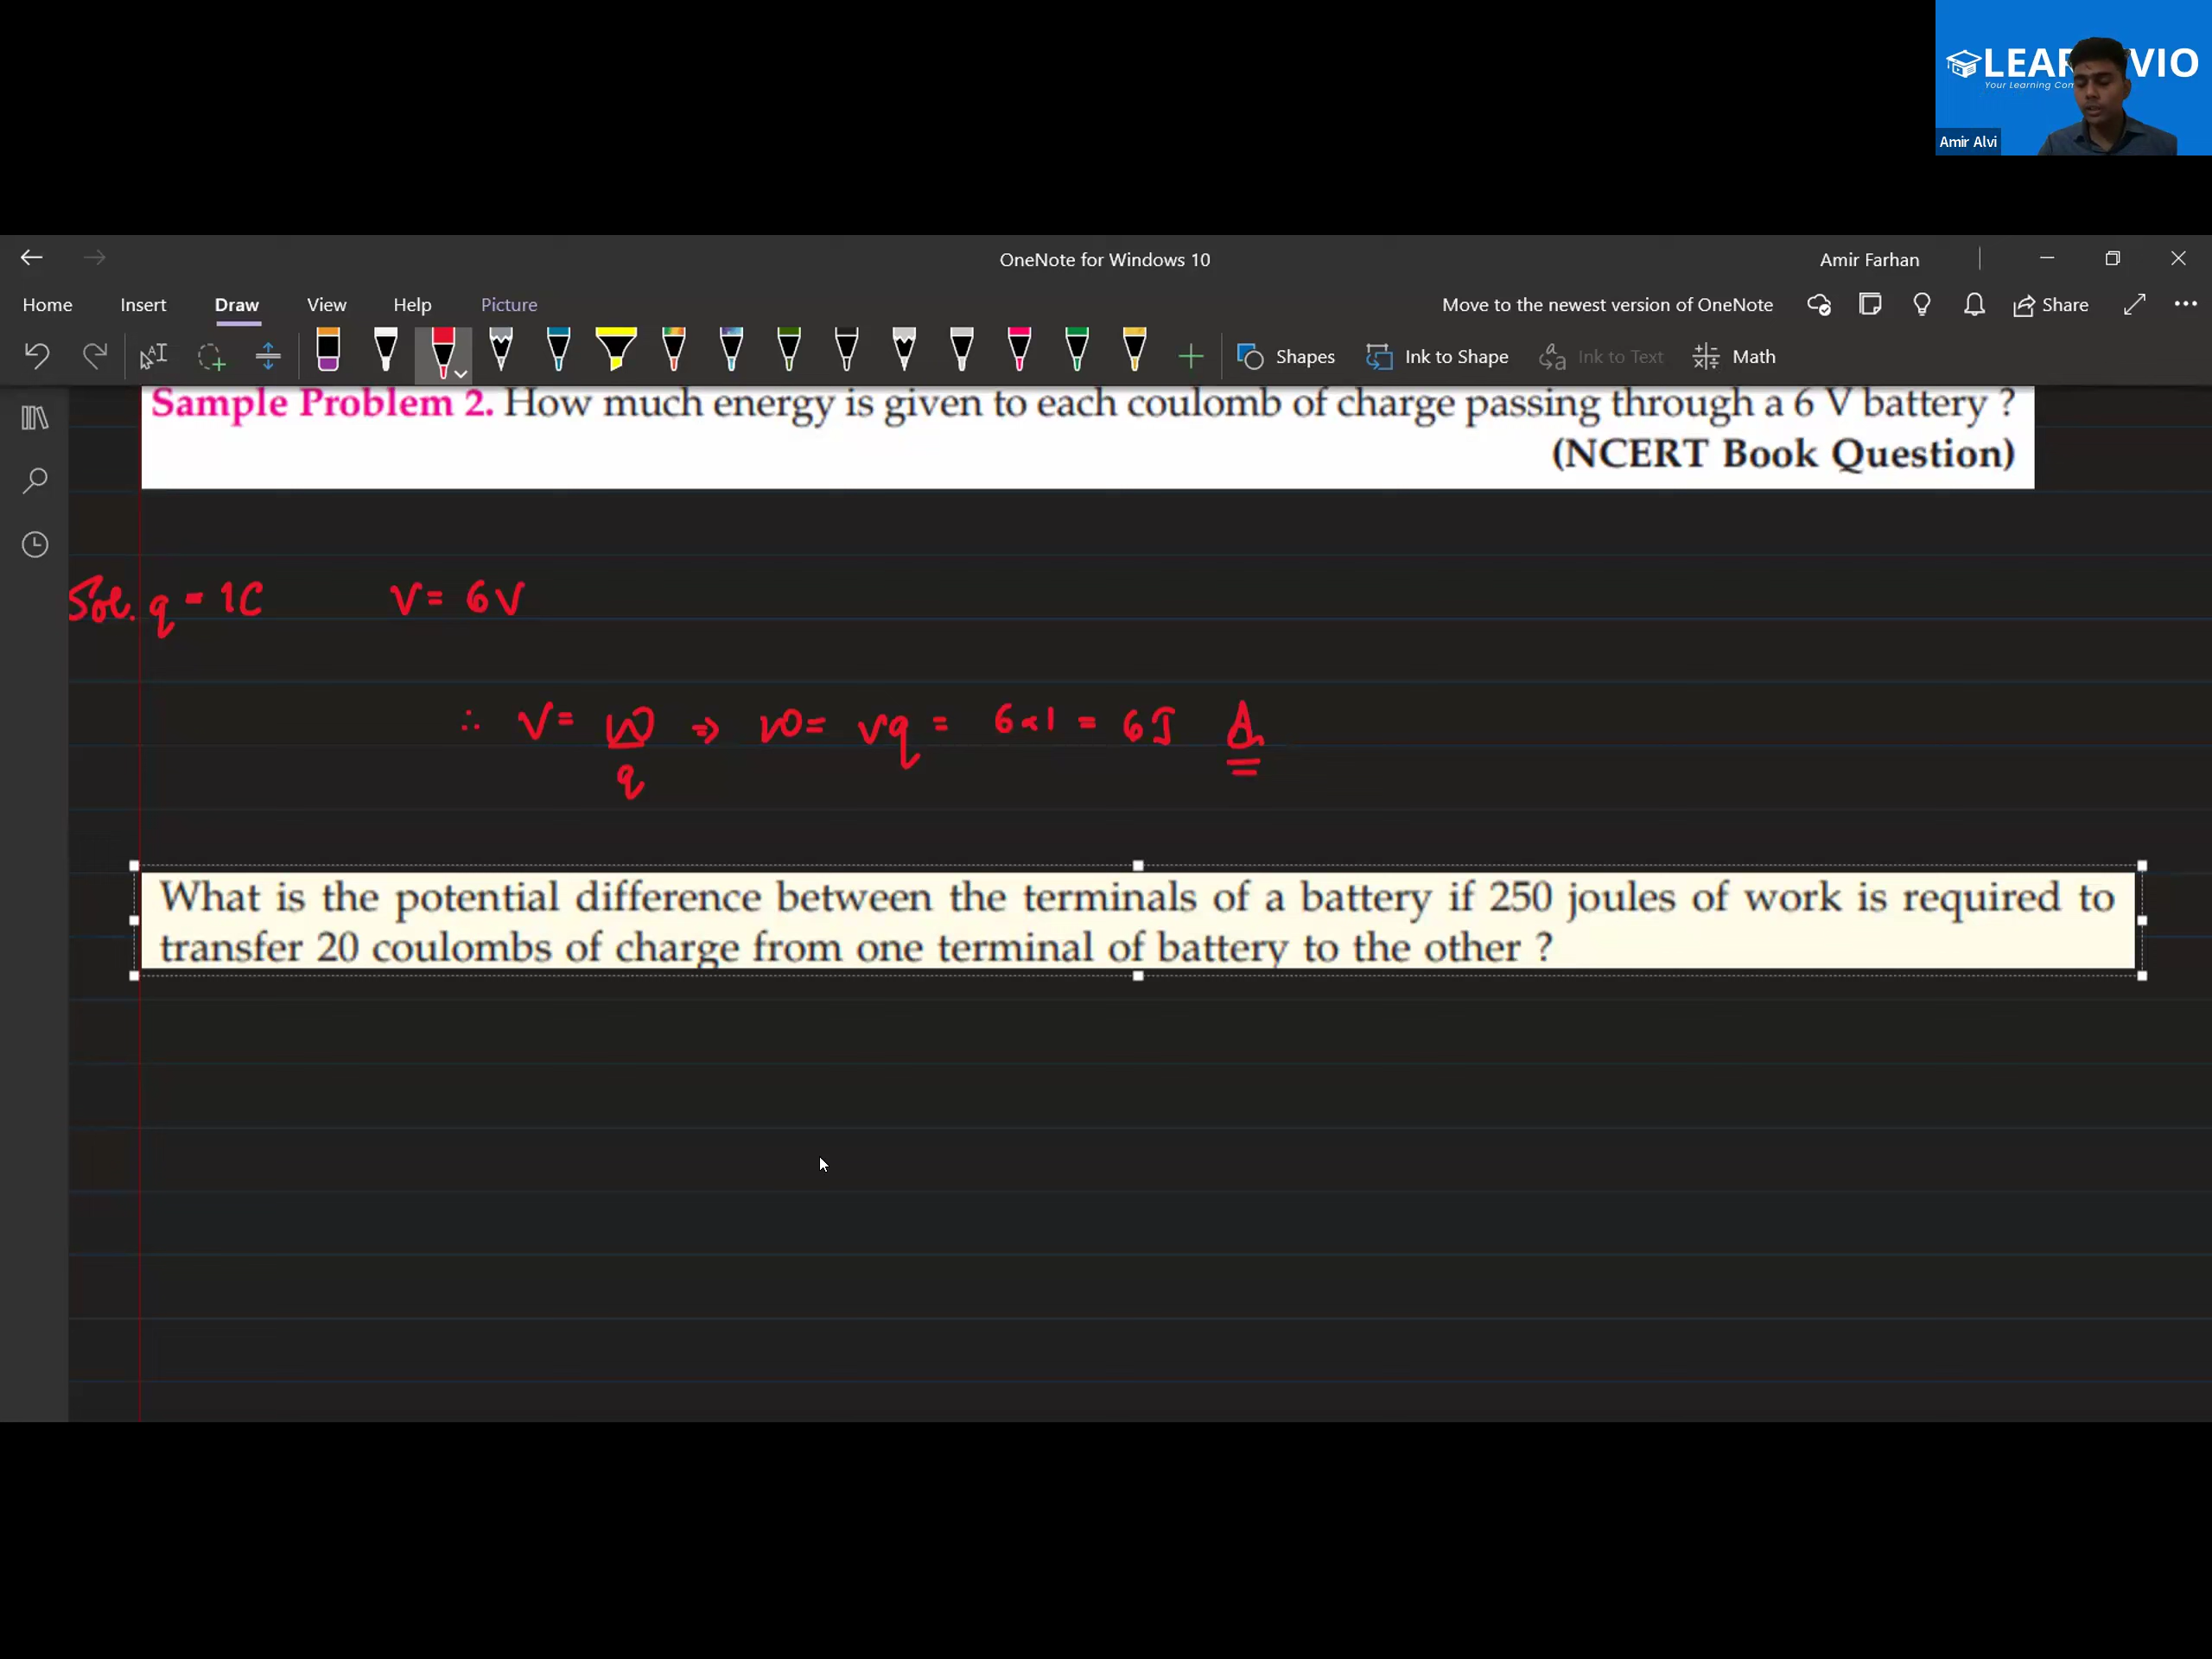 LEAR VIO
Your Learning Com
Amir Alvi
OneNote for Windows 10
Amir Farhan
Home Insert Draw View Help Picture
Move to the newest version of OneNote
Share
Shapes Ink to Shape Ink to Text Math
Sample Problem 2. How much energy is given to each coulomb of charge passing through a 6 V battery ?
(NCERT Book Question)
Sol. q = 1C V = 6V
∴ V = W/q ⇒ W = Vq = 6×1 = 6J A
What is the potential difference between the terminals of a battery if 250 joules of work is required to
transfer 20 coulombs of charge from one terminal of battery to the other ?